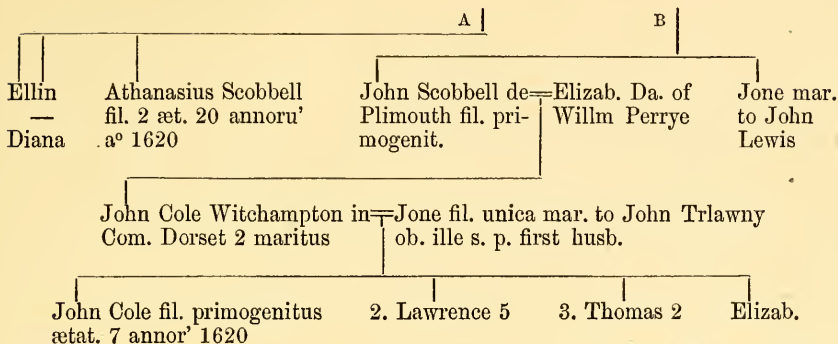 A B
Ellin
—
Diana
Athanasius Scobbell
fil. 2 æt. 20 annoru'
aº 1620
John Scobbell de=Elizab. Da. of
Plimouth fil. pri- Willm Perrye
mogenit.
Jone mar.
to John
Lewis
John Cole Witchampton in=Jone fil. unica mar. to John Trlawny
Com. Dorset 2 maritus ob. ille s. p. first husb.
John Cole fil. primogenitus
ætat. 7 annor' 1620
2. Lawrence 5
3. Thomas 2
Elizab.